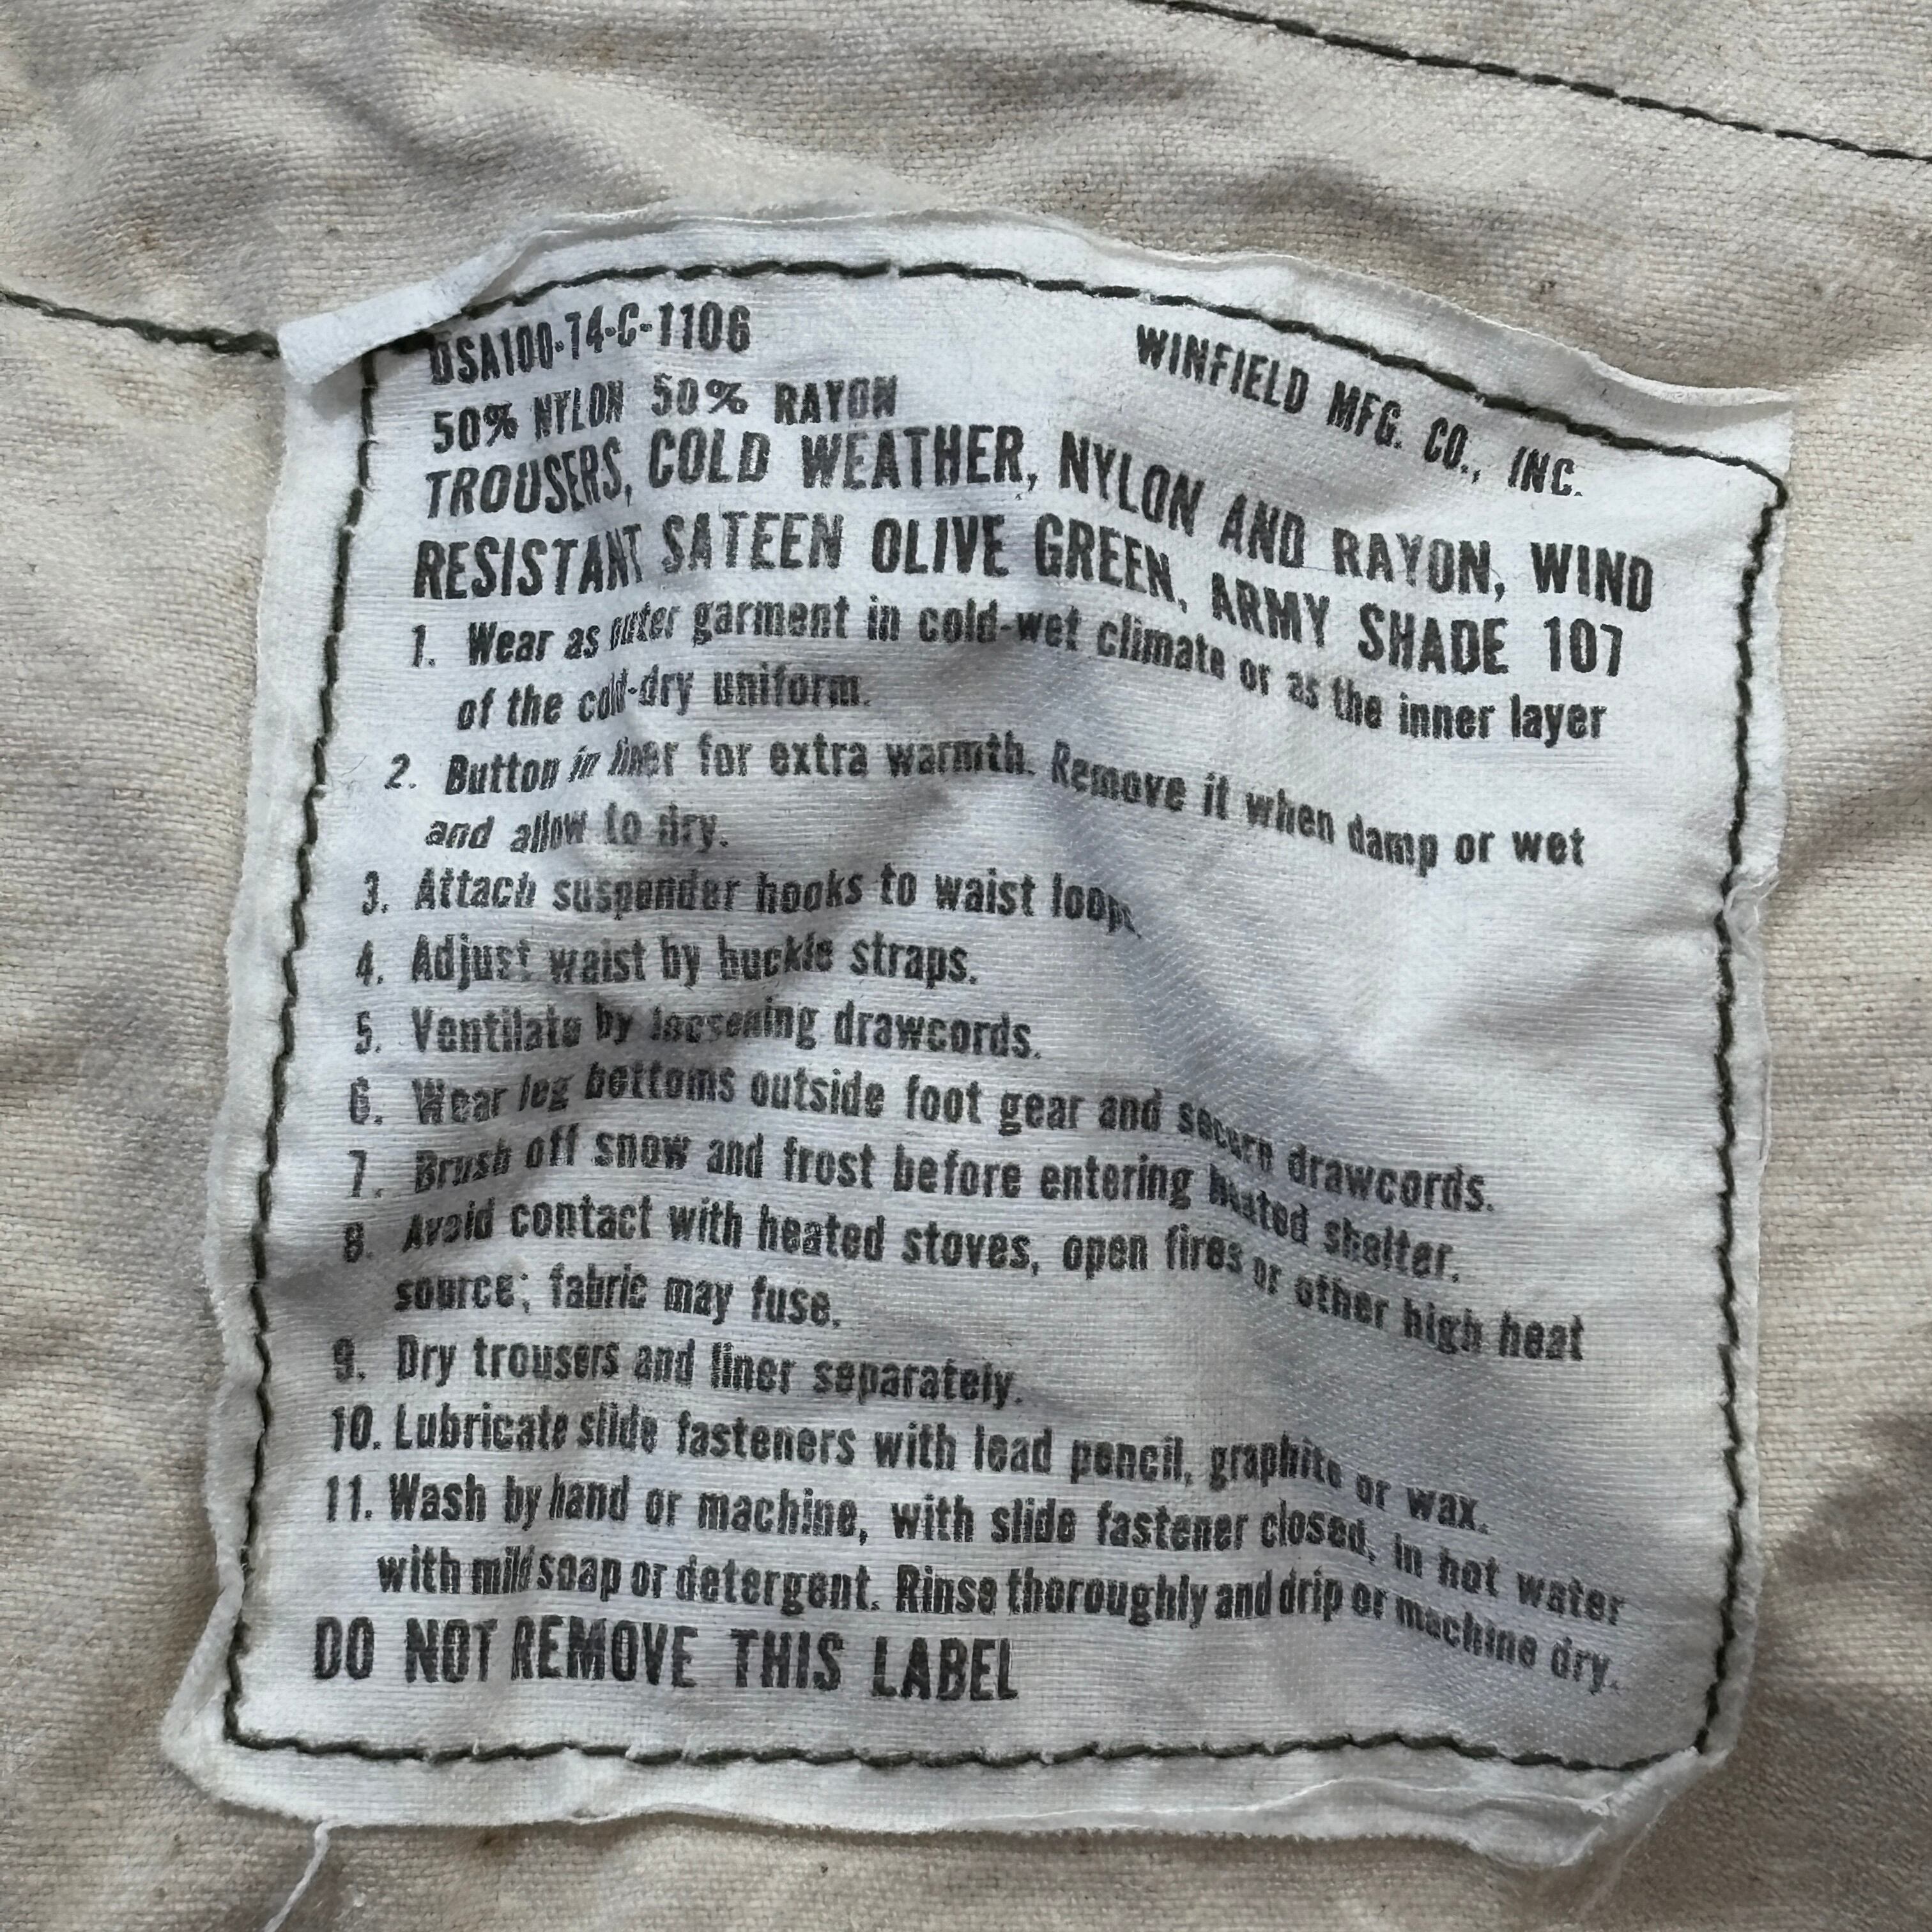 DSA100-74-C-1106 WINFIELD MFG. CO., INC.
50% NYLON 50% RAYON
TROUSERS, COLD WEATHER, NYLON AND RAYON, WIND
RESISTANT SATEEN OLIVE GREEN, ARMY SHADE 107
1. Wear as outer garment in cold-wet climate or as the inner layer
of the cold-dry uniform.
2. Button in liner for extra warmth. Remove it when damp or wet
and allow to dry.
3. Attach suspender hooks to waist loops.
4. Adjust waist by buckle straps.
5. Ventilate by loosening drawcords.
6. Wear leg bottoms outside foot gear and secure drawcords.
7. Brush off snow and frost before entering heated shelter.
8. Avoid contact with heated stoves, open fires or other high heat
source; fabric may fuse.
9. Dry trousers and liner separately.
10. Lubricate slide fasteners with lead pencil, graphite or wax.
11. Wash by hand or machine, with slide fastener closed, in hot water
with mild soap or detergent. Rinse thoroughly and drip or machine dry.
DO NOT REMOVE THIS LABEL